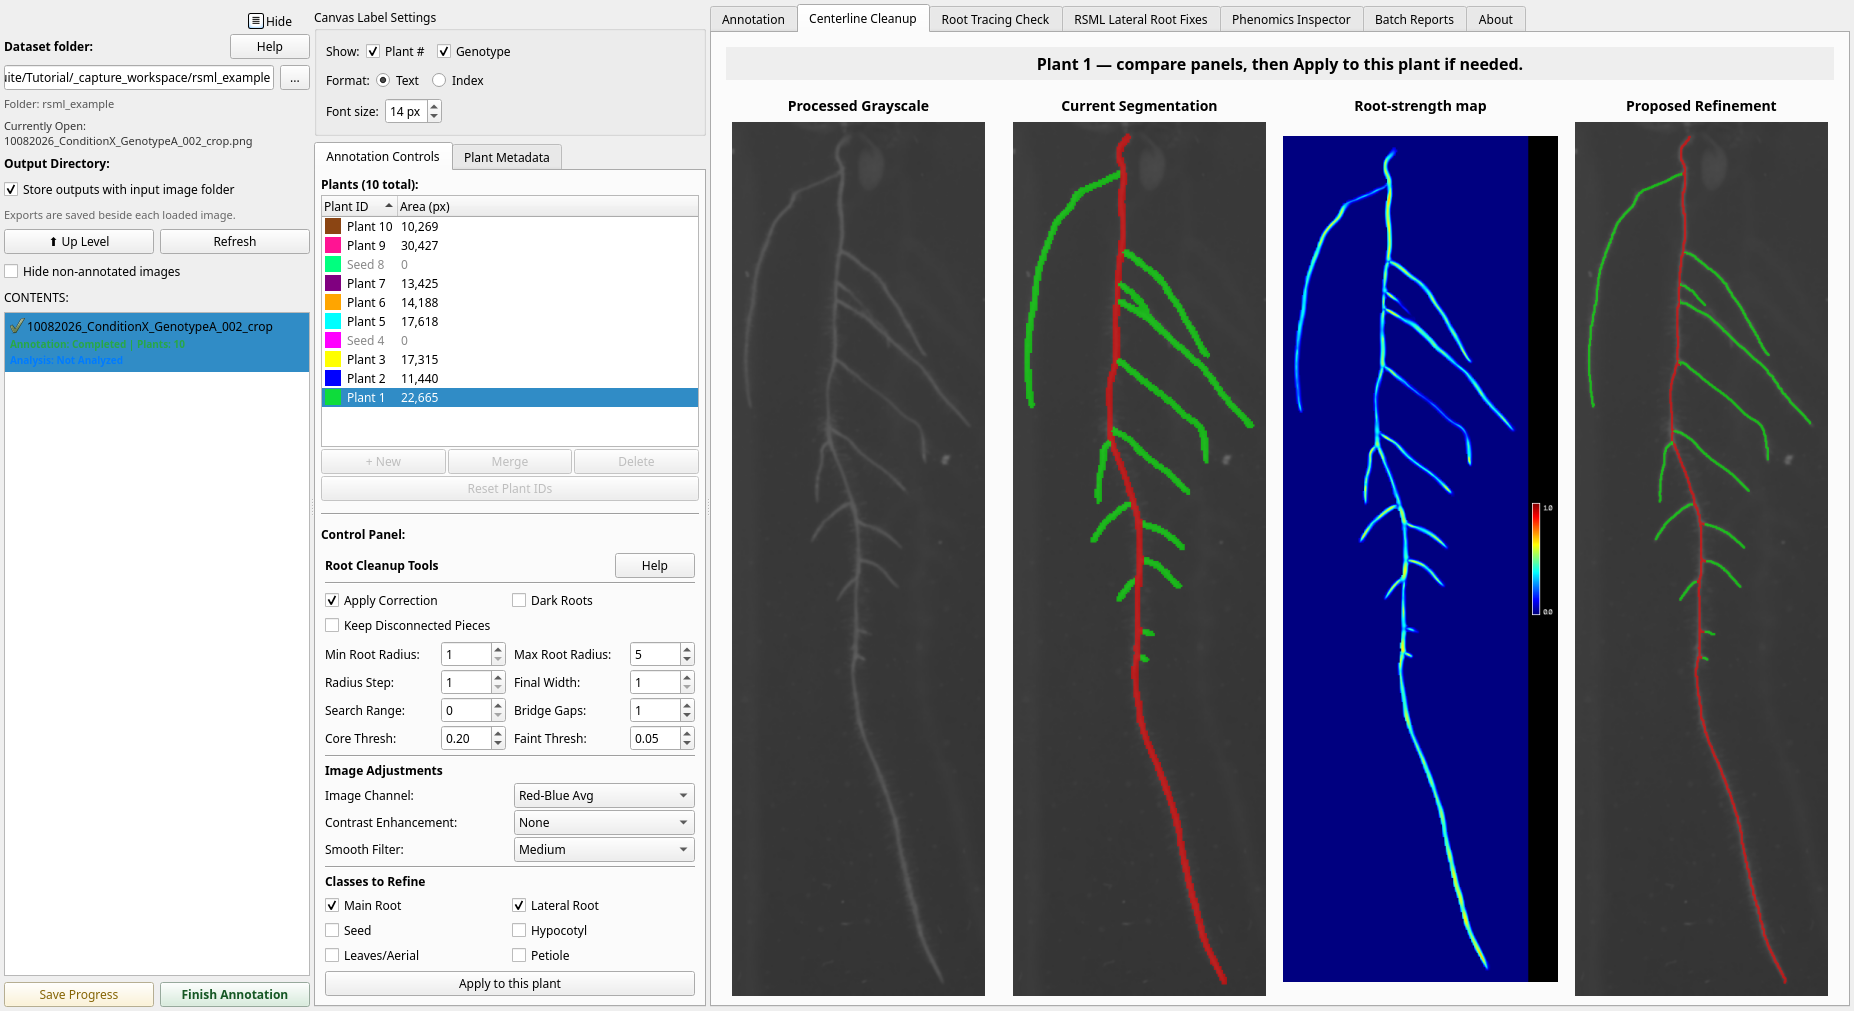 Hide
Dataset folder:
Help
uite/Tutorial/_capture_workspace/rsml_example
...
Folder: rsml_example
Currently Open:
10082026_ConditionX_GenotypeA_002_crop.png
Output Directory:
Store outputs with input image folder
Exports are saved beside each loaded image.
⬆ Up Level
Refresh
Hide non-annotated images
CONTENTS:
10082026_ConditionX_GenotypeA_002_crop
Annotation: Completed Plants: 10
Analysis: Not Analyzed
Save Progress
Finish Annotation
Canvas Label Settings
Show:
Plant #
Genotype
Format:
Text
Index
Font size:
14 px
Annotation Controls
Plant Metadata
Plants (10 total):
Plant ID
Area (px)
Plant 10 10,269
Plant 9 30,427
Seed 8 0
Plant 7 13,425
Plant 6 14,188
Plant 5 17,618
Seed 4 0
Plant 3 17,315
Plant 2 11,440
Plant 1 22,665
+ New
Merge
Delete
Reset Plant IDs
Control Panel:
Root Cleanup Tools
Help
Apply Correction
Dark Roots
Keep Disconnected Pieces
Min Root Radius: 1
Max Root Radius: 5
Radius Step: 1
Final Width: 1
Search Range: 0
Bridge Gaps: 1
Core Thresh: 0.20
Faint Thresh: 0.05
Image Adjustments
Image Channel: Red-Blue Avg
Contrast Enhancement: None
Smooth Filter: Medium
Classes to Refine
Main Root
Lateral Root
Seed
Hypocotyl
Leaves/Aerial
Petiole
Apply to this plant
Annotation
Centerline Cleanup
Root Tracing Check
RSML Lateral Root Fixes
Phenomics Inspector
Batch Reports
About
Plant 1 — compare panels, then Apply to this plant if needed.
Processed Grayscale
Current Segmentation
Root-strength map
Proposed Refinement
1.0
0.0